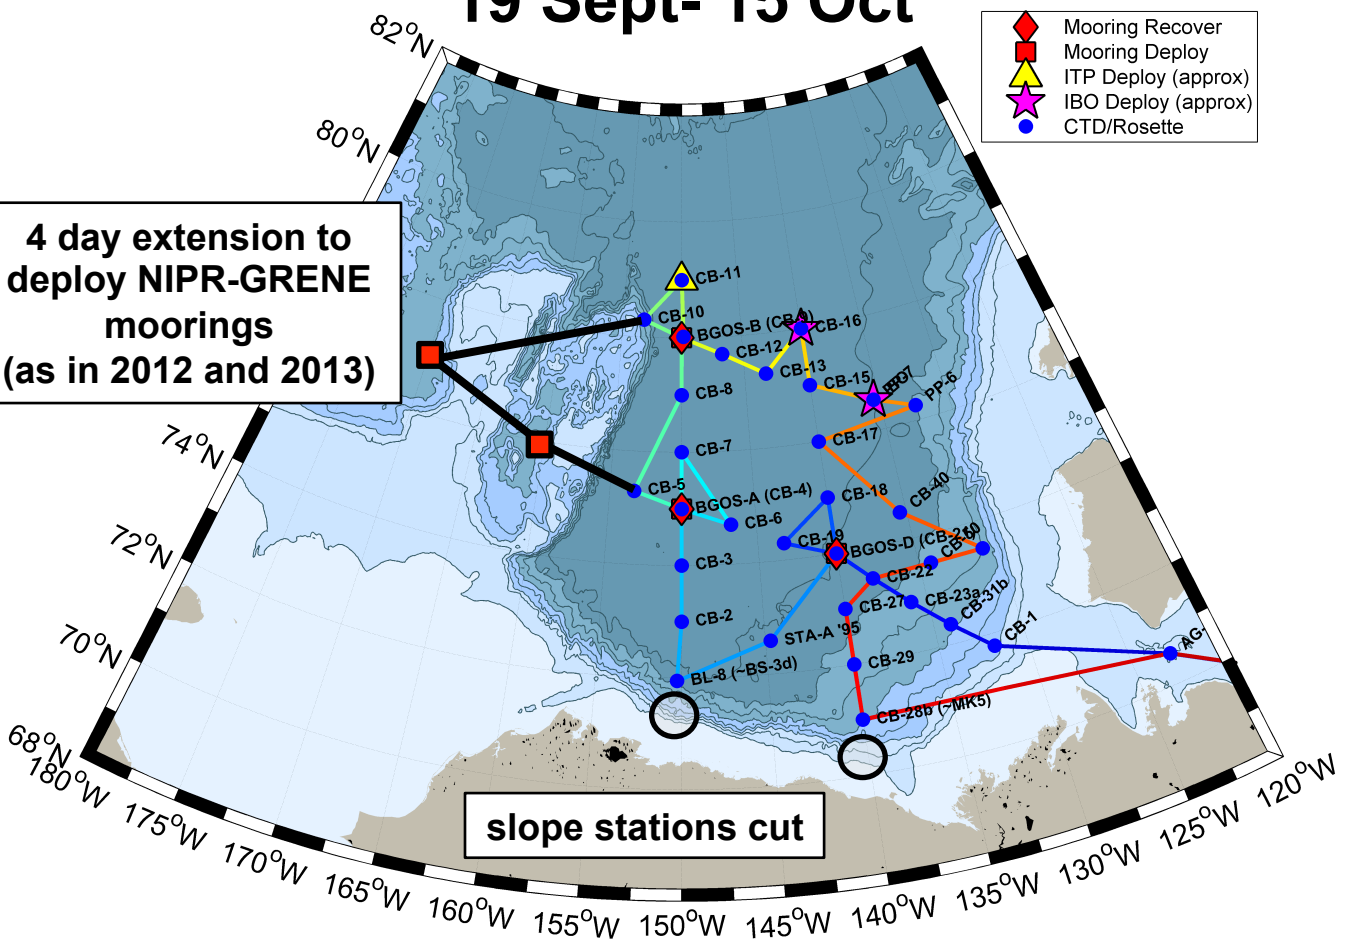 19 Sept- 15 Oct
Mooring Recover
Mooring Deploy
ITP Deploy (approx)
IBO Deploy (approx)
CTD/Rosette
82°N
80°N
4 day extension to
deploy NIPR-GRENE
moorings
(as in 2012 and 2013)
74°N
72°N
70°N
68°N
CB-11
CB-10
BGOS-B (CB-9)
CB-16
CB-12
CB-13
CB-15
PP-7
PP-6
CB-8
CB-17
CB-7
CB-5
BGOS-A (CB-4)
CB-6
CB-18
CB-40
CB-19
BGOS-D (CB-21)
CB-50
CB-3
CB-22
CB-23a
CB-27
CB-31b
CB-1
CB-2
STA-A '95
AG-
BL-8 (~BS-3d)
CB-29
CB-28b (~MK5)
slope stations cut
180°W
175°W
170°W
165°W
160°W
155°W
150°W
145°W
140°W
135°W
130°W
125°W
120°W